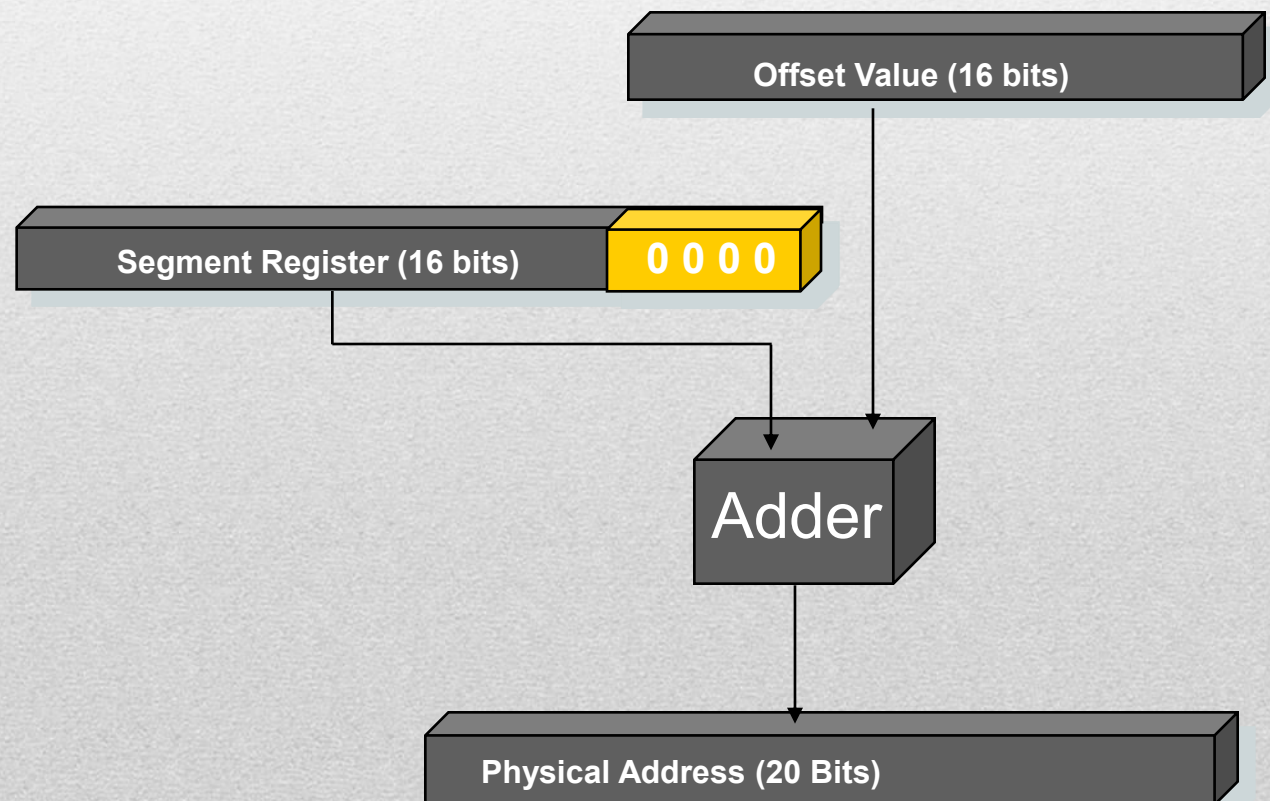 Offset Value (16 bits)
Segment Register (16 bits) 0 0 0 0
Adder
Physical Address (20 Bits)